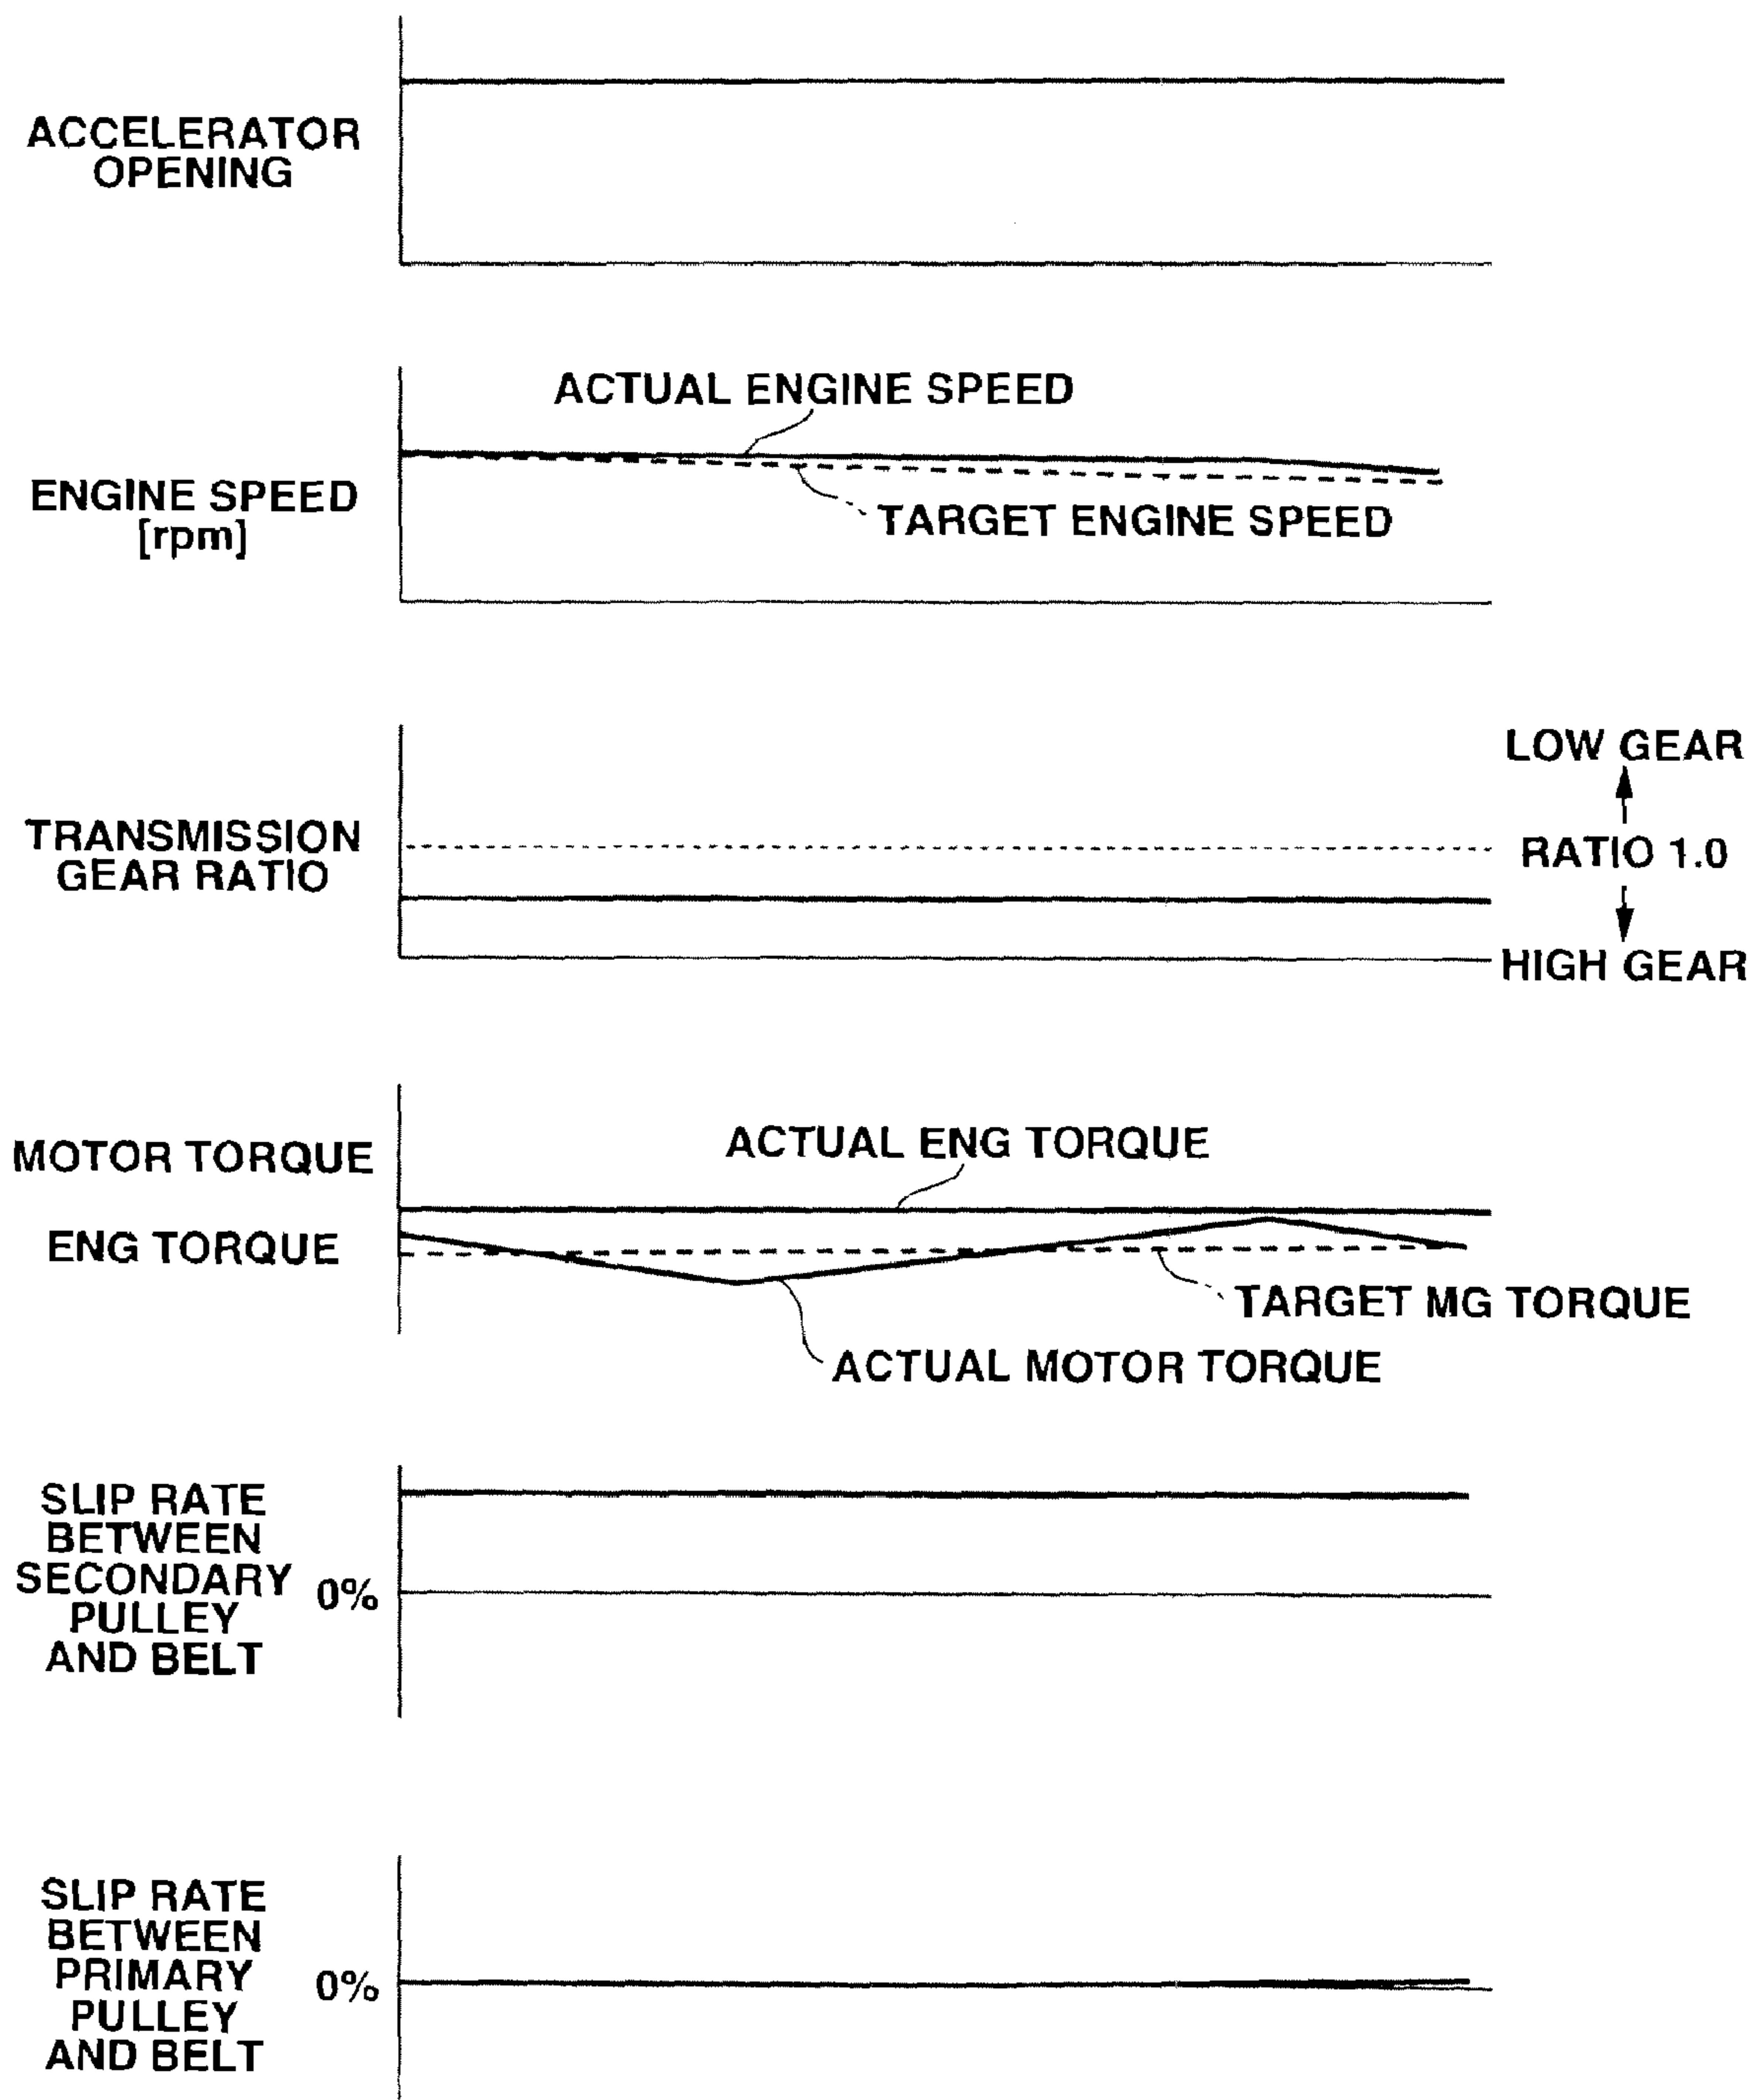 ACCELERATOR
OPENING
ACTUAL ENGINE SPEED
ENGINE SPEED
[rpm]
TARGET ENGINE SPEED
LOW GEAR
TRANSMISSION
GEAR RATIO
RATIO 1.0
HIGH GEAR
MOTOR TORQUE
ACTUAL ENG TORQUE
ENG TORQUE
TARGET MG TORQUE
ACTUAL MOTOR TORQUE
SLIP RATE
BETWEEN
SECONDARY
PULLEY
AND BELT
0%
SLIP RATE
BETWEEN
PRIMARY
PULLEY
AND BELT
0%